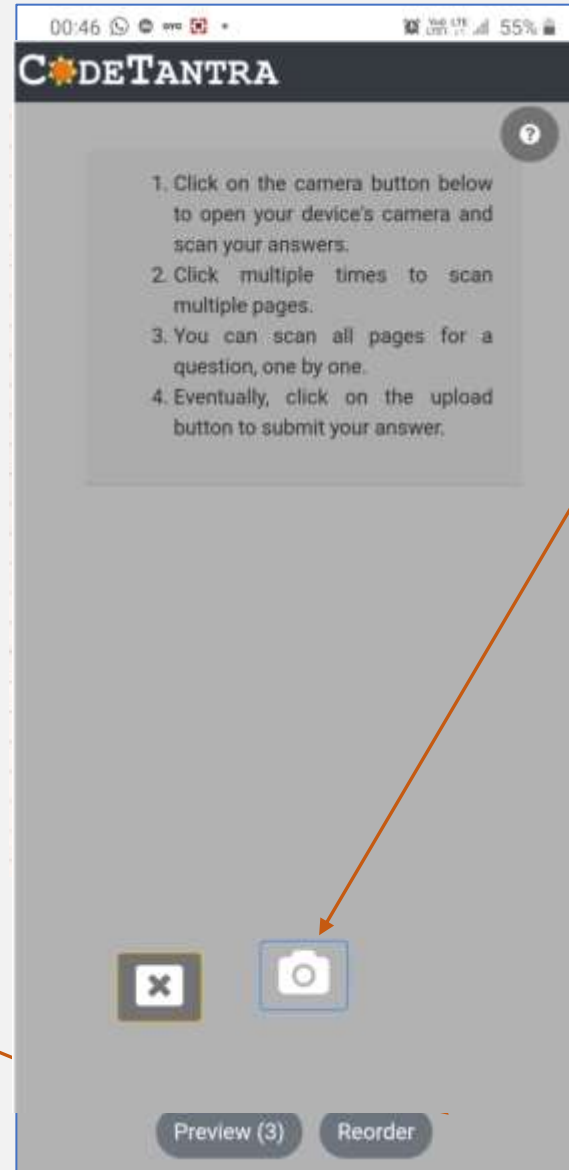 00:46 55%
CODETANTRA
1. Click on the camera button below
to open your device's camera and
scan your answers.
2. Click multiple times to scan
multiple pages.
3. You can scan all pages for a
question, one by one.
4. Eventually, click on the upload
button to submit your answer.
Preview (3) Reorder